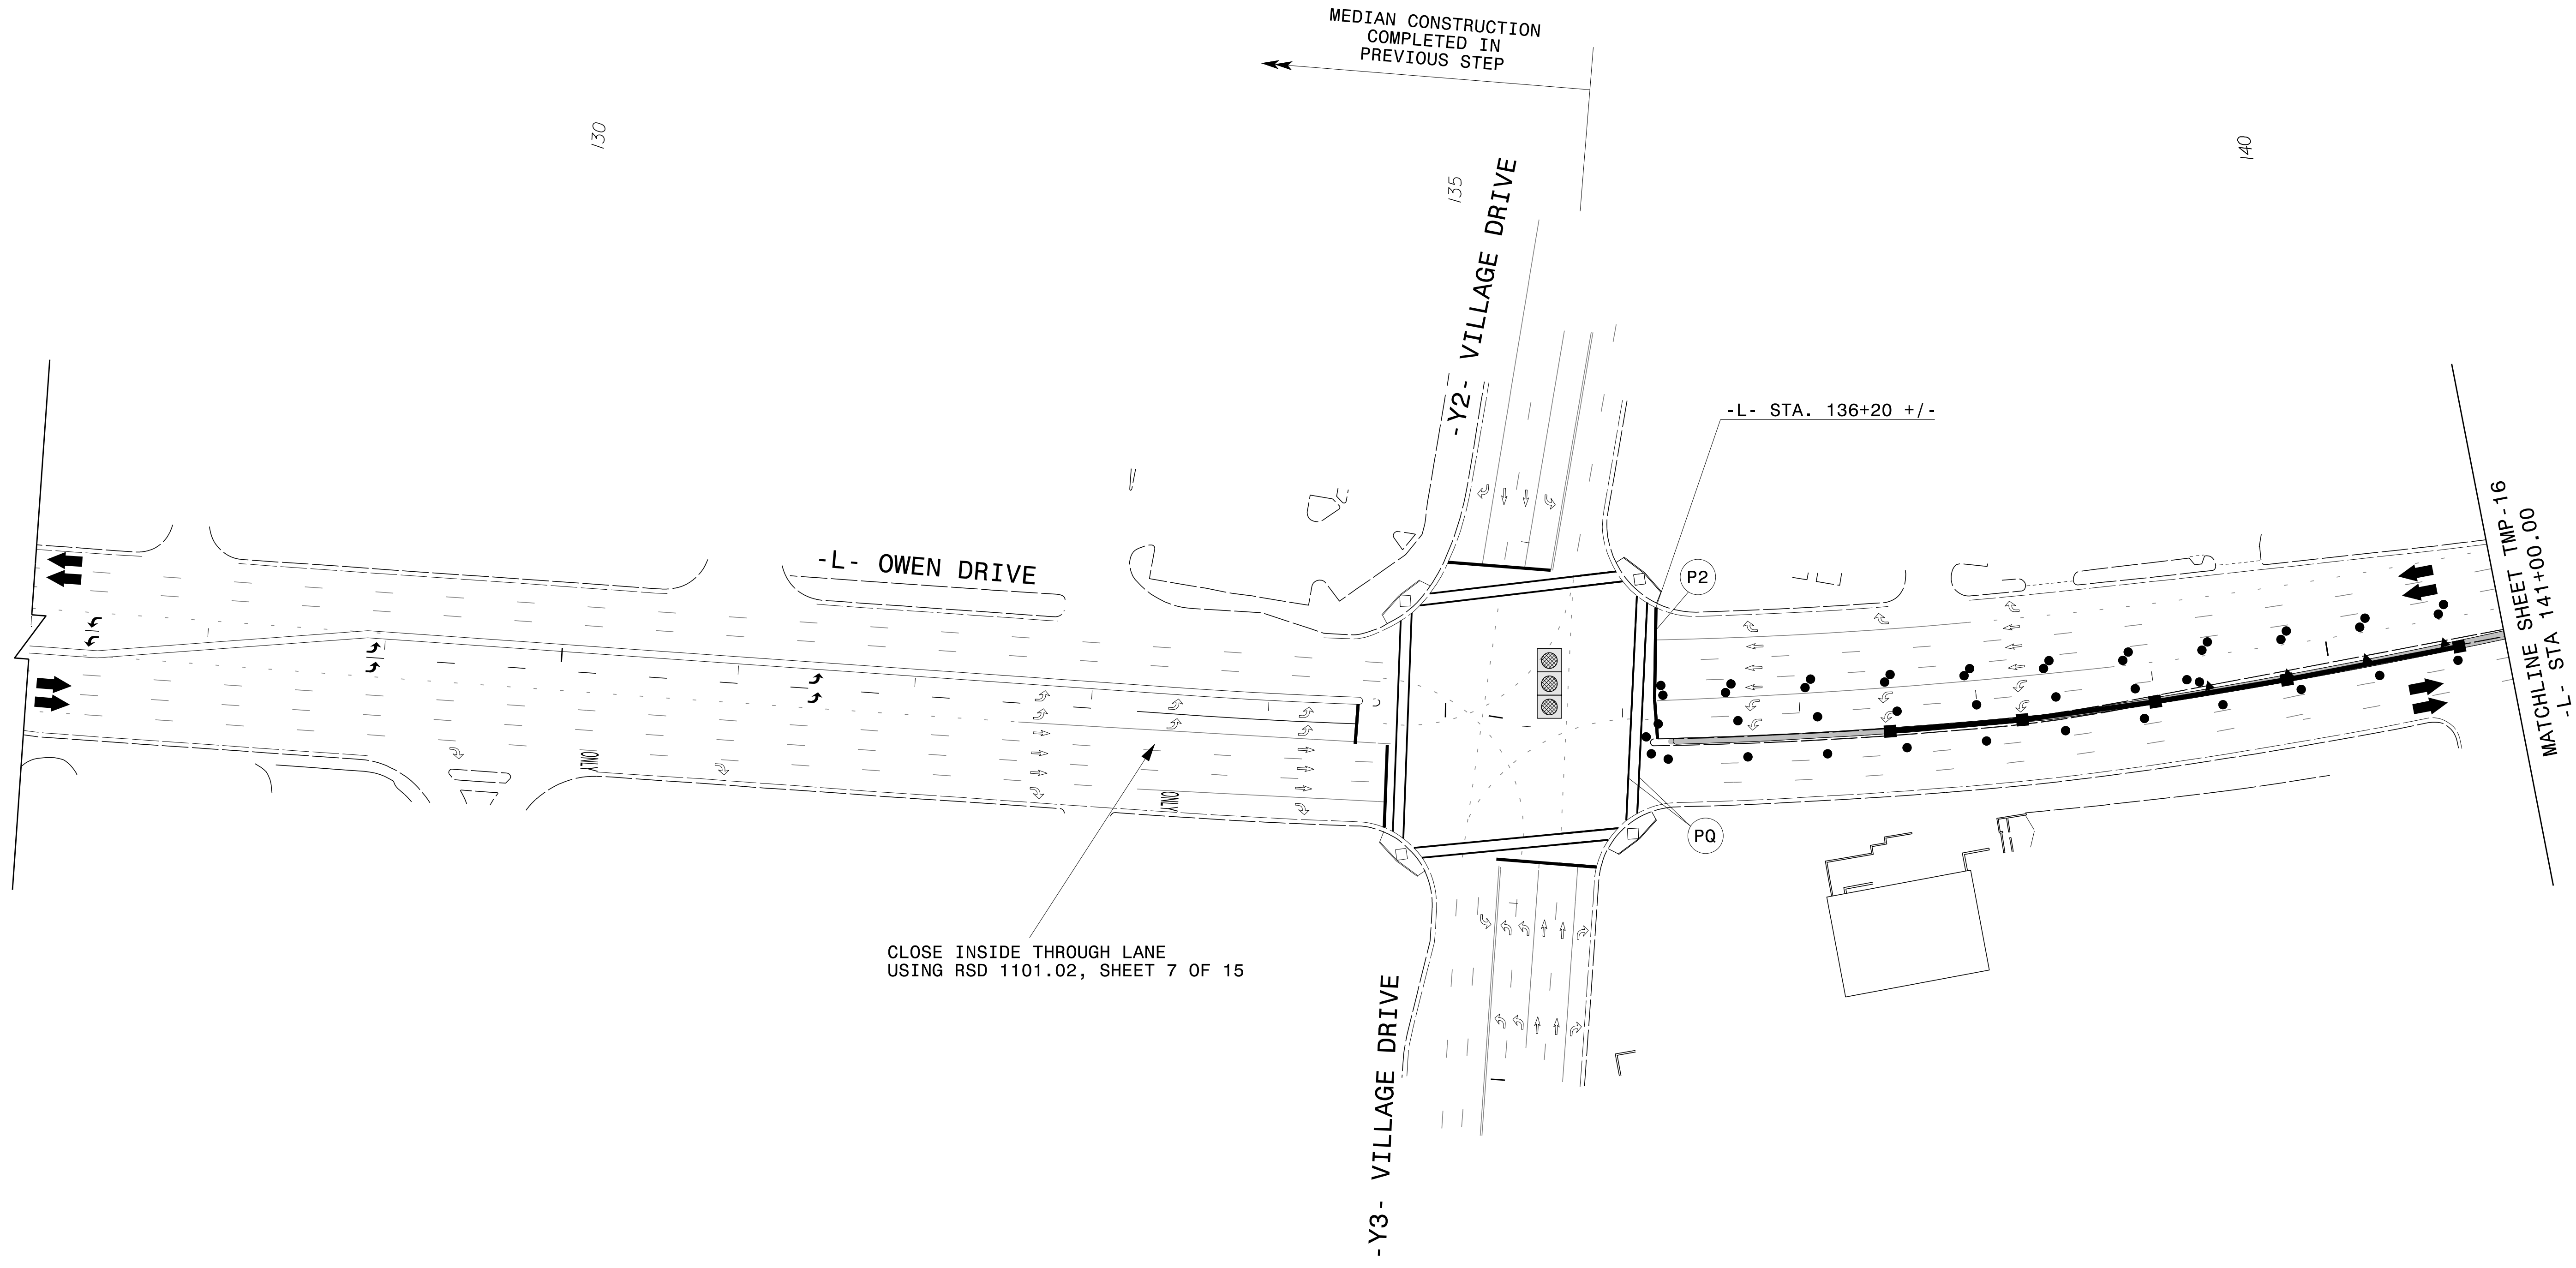 MEDIAN CONSTRUCTION
COMPLETED IN
PREVIOUS STEP
130
135
140
-Y2- VILLAGE DRIVE
-L- STA. 136+20 +/-
-L- OWEN DRIVE
P2
MATCHLINE SHEET TMP-16
-L- STA 141+00.00
ONLY
ONLY
PQ
CLOSE INSIDE THROUGH LANE
USING RSD 1101.02, SHEET 7 OF 15
-Y3- VILLAGE DRIVE